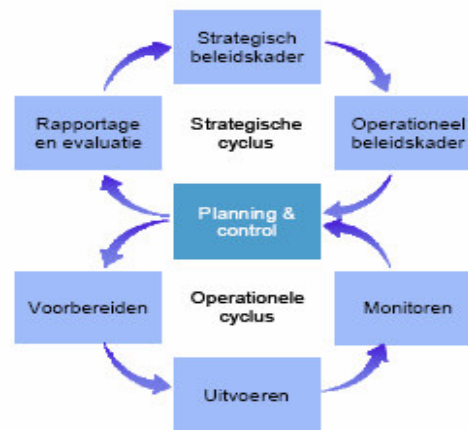 Strategisch
beleidskader
Rapportage
en evaluatie
Strategische
cyclus
Operationeel
beleidskader
Planning &
control
Voorbereiden
Operationele
cyclus
Monitoren
Uitvoeren